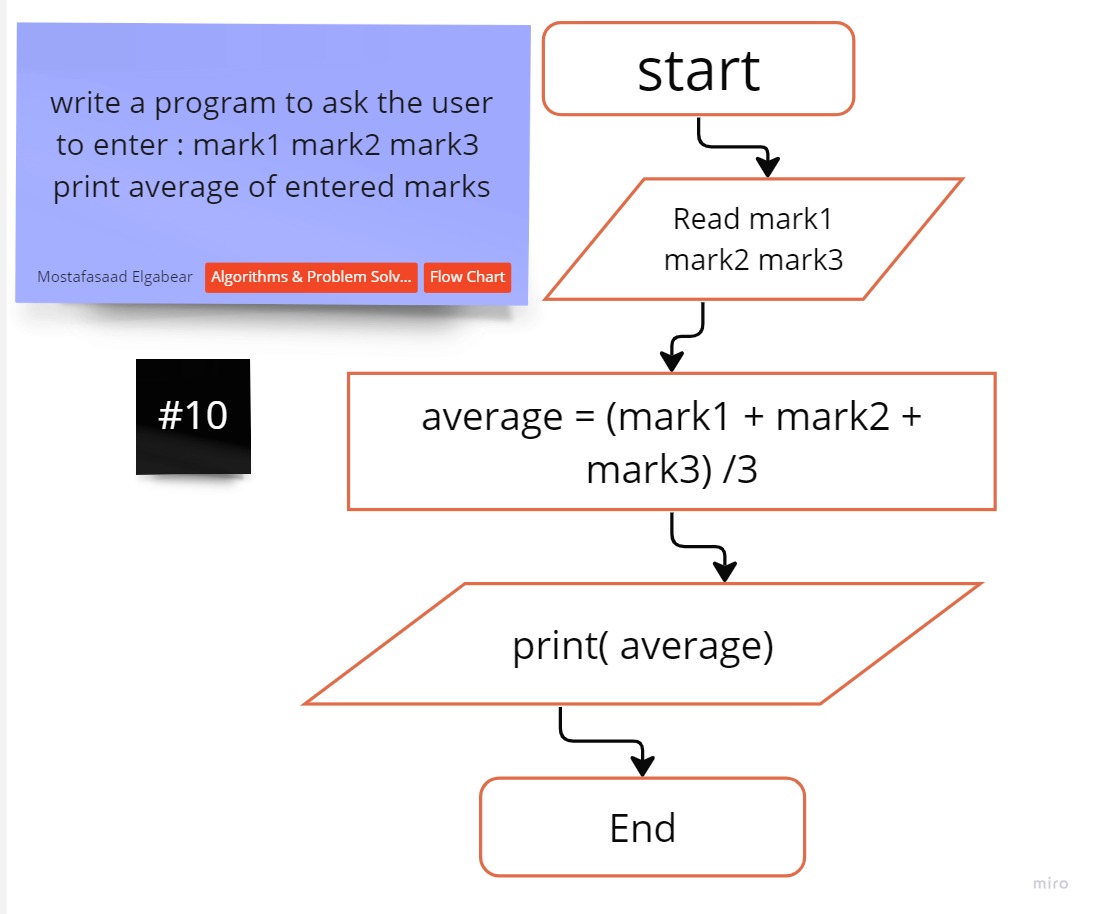 write a program to ask the user
to enter : mark1 mark2 mark3
print average of entered marks
Mostafasaad Elgabear
Algorithms & Problem Solv...
Flow Chart
#10
start
Read mark1
mark2 mark3
average = (mark1 + mark2 +
mark3) /3
print( average)
End
miro